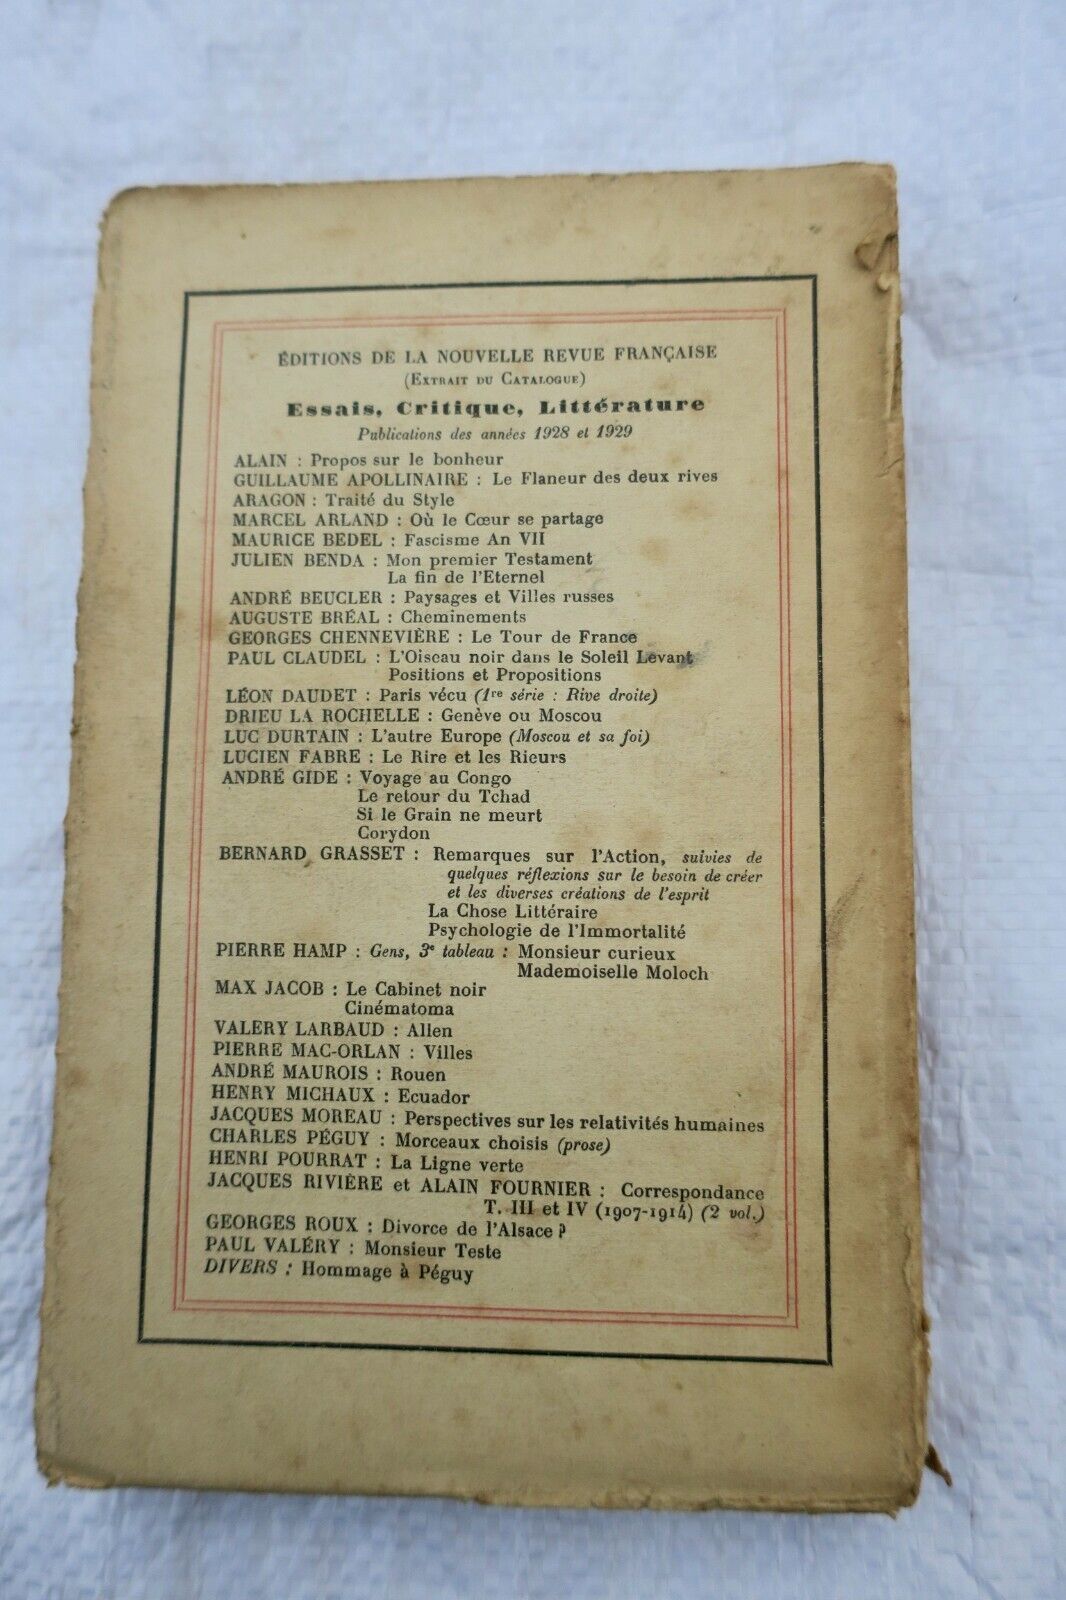 ÉDITIONS DE LA NOUVELLE REVUE FRANÇAISE
(EXTRAIT DU CATALOGUE)
Essais, Critique, Littérature
Publications des années 1928 et 1929
ALAIN : Propos sur le bonheur
GUILLAUME APOLLINAIRE : Le Flaneur des deux rives
ARAGON : Traité du Style
MARCEL ARLAND : Où le Cœur se partage
MAURICE BEDEL : Fascisme An VII
JULIEN BENDA : Mon premier Testament
La fin de l'Eternel
ANDRÉ BEUCLER : Paysages et Villes russes
AUGUSTE BRÉAL : Cheminements
GEORGES CHENNEVIÈRE : Le Tour de France
PAUL CLAUDEL : L'Oiseau noir dans le Soleil Levant
Positions et Propositions
LÉON DAUDET : Paris vécu (1re série : Rive droite)
DRIEU LA ROCHELLE : Genève ou Moscou
LUC DURTAIN : L'autre Europe (Moscou et sa foi)
LUCIEN FABRE : Le Rire et les Rieurs
ANDRÉ GIDE : Voyage au Congo
Le retour du Tchad
Si le Grain ne meurt
Corydon
BERNARD GRASSET : Remarques sur l'Action, suivies de
quelques réflexions sur le besoin de créer
et les diverses créations de l'esprit
La Chose Littéraire
Psychologie de l'Immortalité
PIERRE HAMP : Gens, 3e tableau : Monsieur curieux
Mademoiselle Moloch
MAX JACOB : Le Cabinet noir
Cinématoma
VALERY LARBAUD : Allen
PIERRE MAC-ORLAN : Villes
ANDRÉ MAUROIS : Rouen
HENRY MICHAUX : Ecuador
JACQUES MOREAU : Perspectives sur les relativités humaines
CHARLES PÉGUY : Morceaux choisis (prose)
HENRI POURRAT : La Ligne verte
JACQUES RIVIÈRE et ALAIN FOURNIER : Correspondance
T. III et IV (1907-1914) (2 vol.)
GEORGES ROUX : Divorce de l'Alsace ?
PAUL VALÉRY : Monsieur Teste
DIVERS : Hommage à Péguy